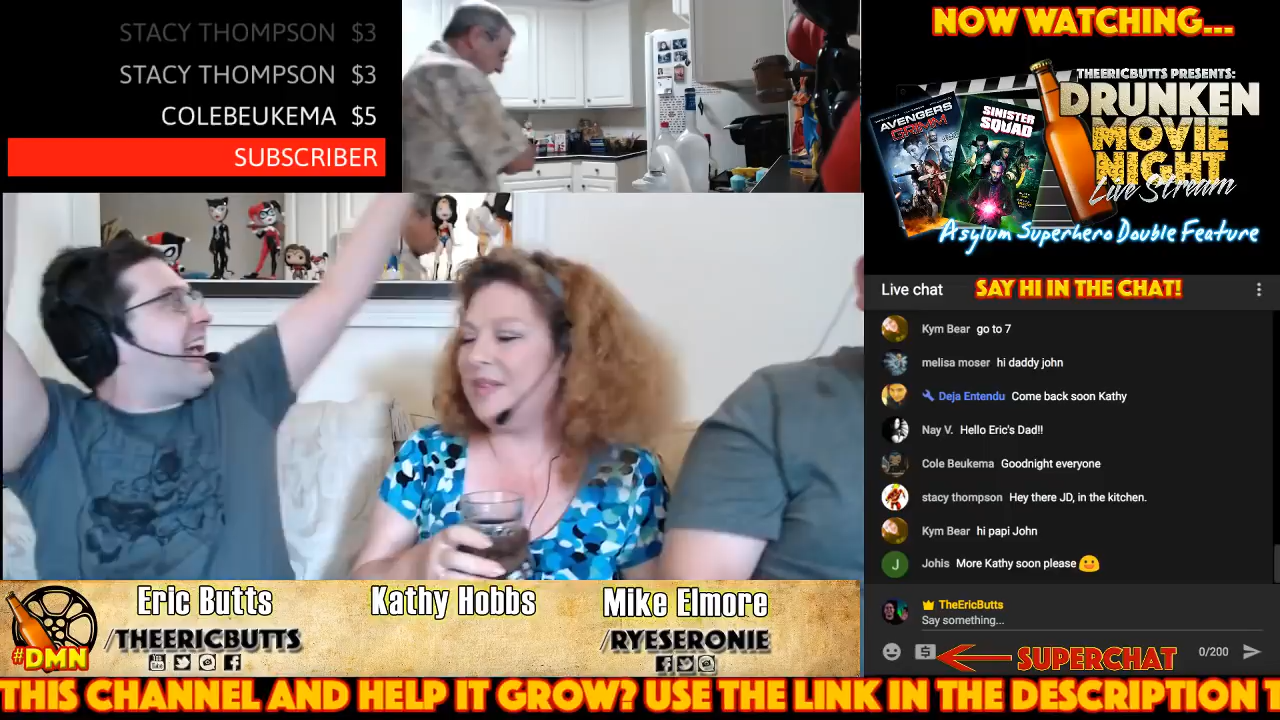 STACY THOMPSON $3
STACY THOMPSON $3
COLEBEUKEMA $5
SUBSCRIBER
NOW WATCHING...
THEERICBUTTS PRESENTS:
DRUNKEN
MOVIE
NIGHT
Live Stream
AVENGERS
GRIMM
SINISTER
SQUAD
Asylum Superhero Double Feature
Live chat
SAY HI IN THE CHAT!
Kym Bear go to 7
melisa moser hi daddy john
Deja Entendu Come back soon Kathy
Nay V. Hello Eric's Dad!!
Cole Beukema Goodnight everyone
stacy thompson Hey there JD, in the kitchen.
Kym Bear hi papi John
J
Johis More Kathy soon please
TheEricButts
Say something...
SUPERCHAT
0/200
Eric Butts
/THEERICBUTTS
Kathy Hobbs
Mike Elmore
/RYESERONIE
#DMN
THIS CHANNEL AND HELP IT GROW? USE THE LINK IN THE DESCRIPTION T